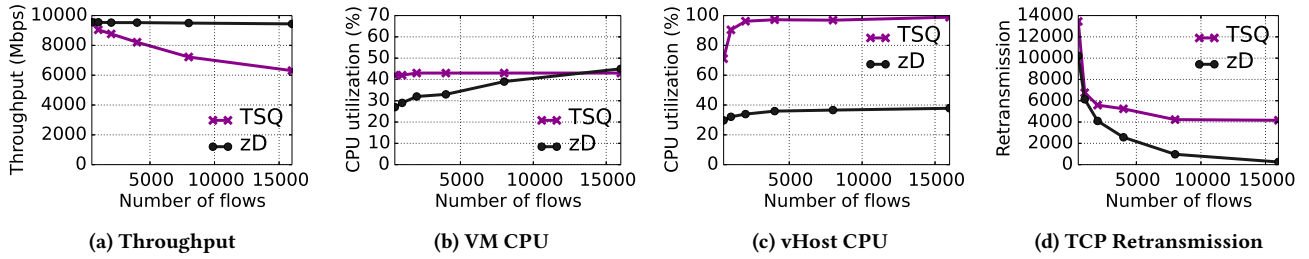 Throughput (Mbps)
10000
8000
6000
4000
2000
0
TSQ
zD
5000 10000 15000
Number of flows
(a) Throughput
CPU utilization (%)
70
60
50
40
30
20
10
0
TSQ
zD
5000 10000 15000
Number of flows
(b) VM CPU
CPU utilization (%)
100
80
60
40
20
0
TSQ
zD
5000 10000 15000
Number of flows
(c) vHost CPU
Retransmission
14000
12000
10000
8000
6000
4000
2000
0
TSQ
zD
5000 10000 15000
Number of flows
(d) TCP Retransmission